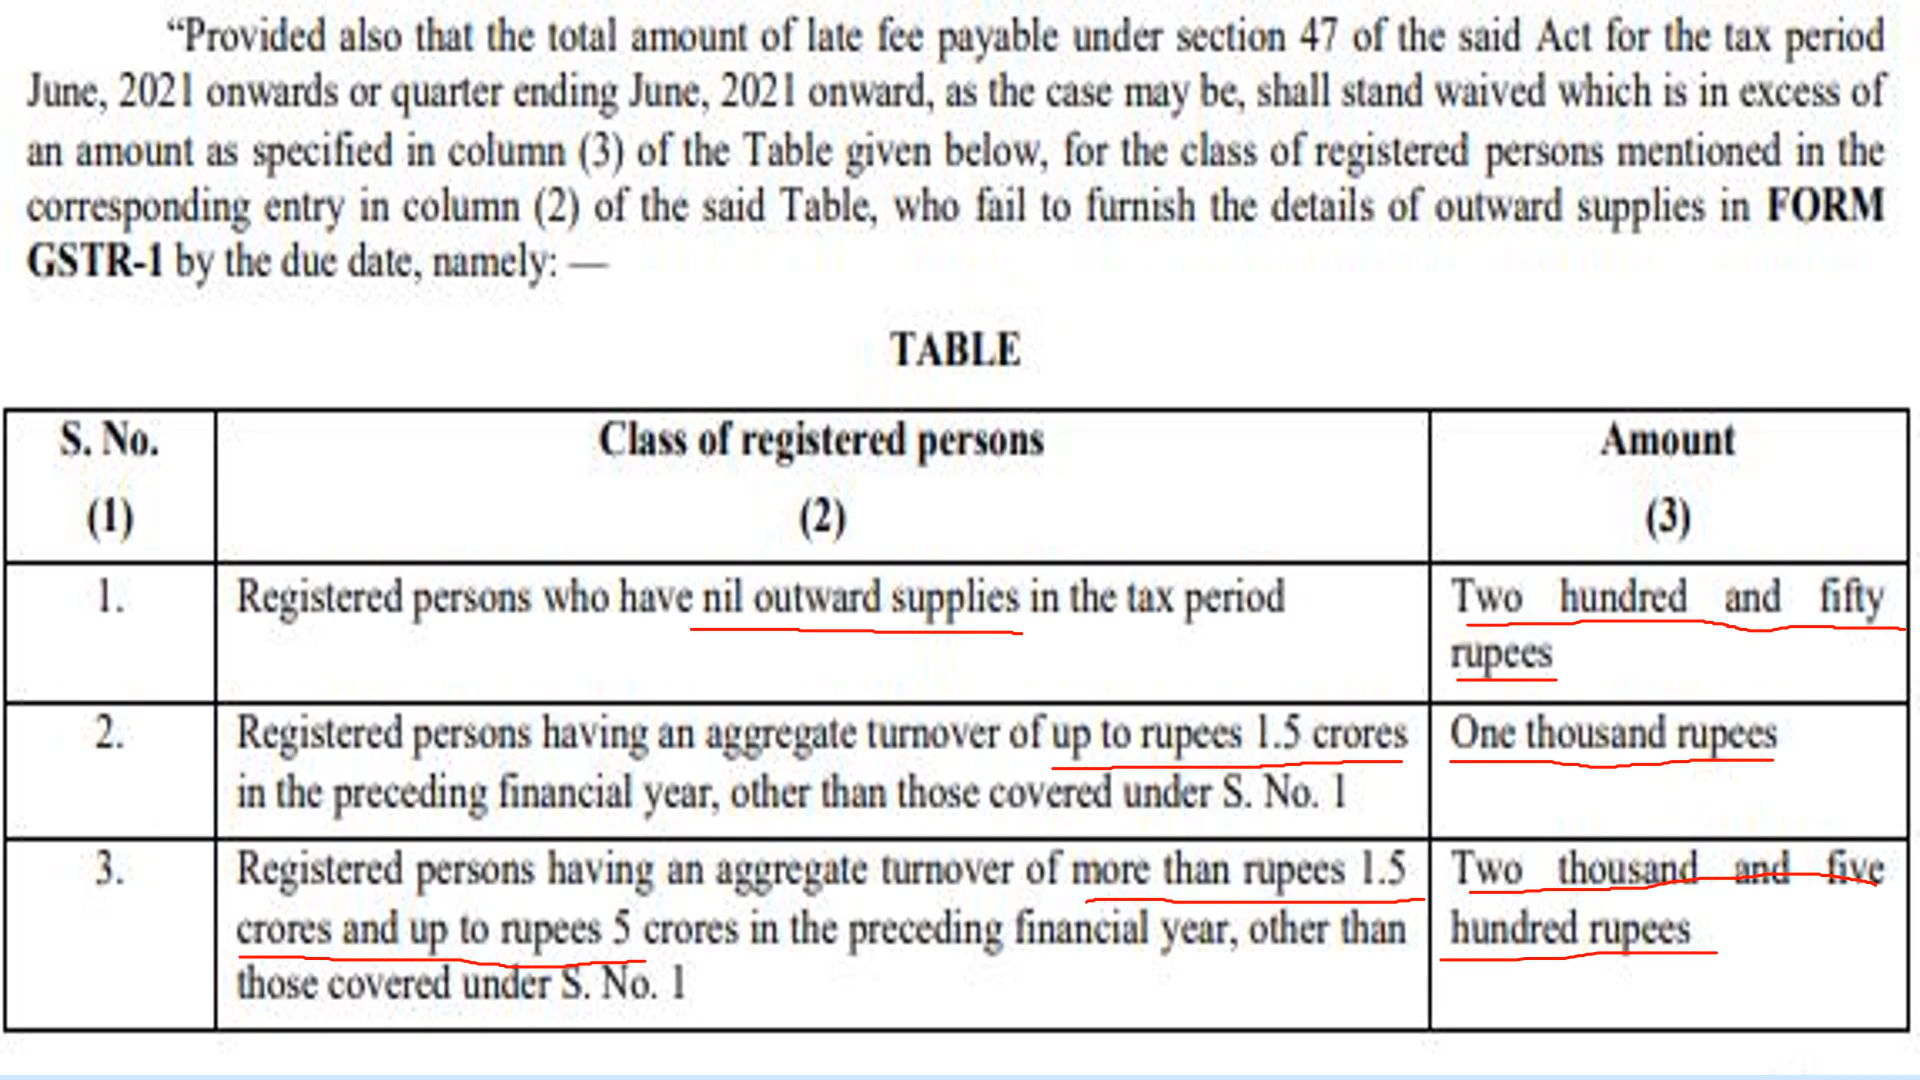 “Provided also that the total amount of late fee payable under section 47 of the said Act for the tax period
June, 2021 onwards or quarter ending June, 2021 onward, as the case may be, shall stand waived which is in excess of
an amount as specified in column (3) of the Table given below, for the class of registered persons mentioned in the
corresponding entry in column (2) of the said Table, who fail to furnish the details of outward supplies in FORM
GSTR-1 by the due date, namely: —
TABLE
S. No.
(1)
Class of registered persons
(2)
Amount
(3)
1.
Registered persons who have nil outward supplies in the tax period
Two hundred and fifty
rupees
2.
Registered persons having an aggregate turnover of up to rupees 1.5 crores
in the preceding financial year, other than those covered under S. No. 1
One thousand rupees
3.
Registered persons having an aggregate turnover of more than rupees 1.5
crores and up to rupees 5 crores in the preceding financial year, other than
those covered under S. No. 1
Two thousand and five
hundred rupees